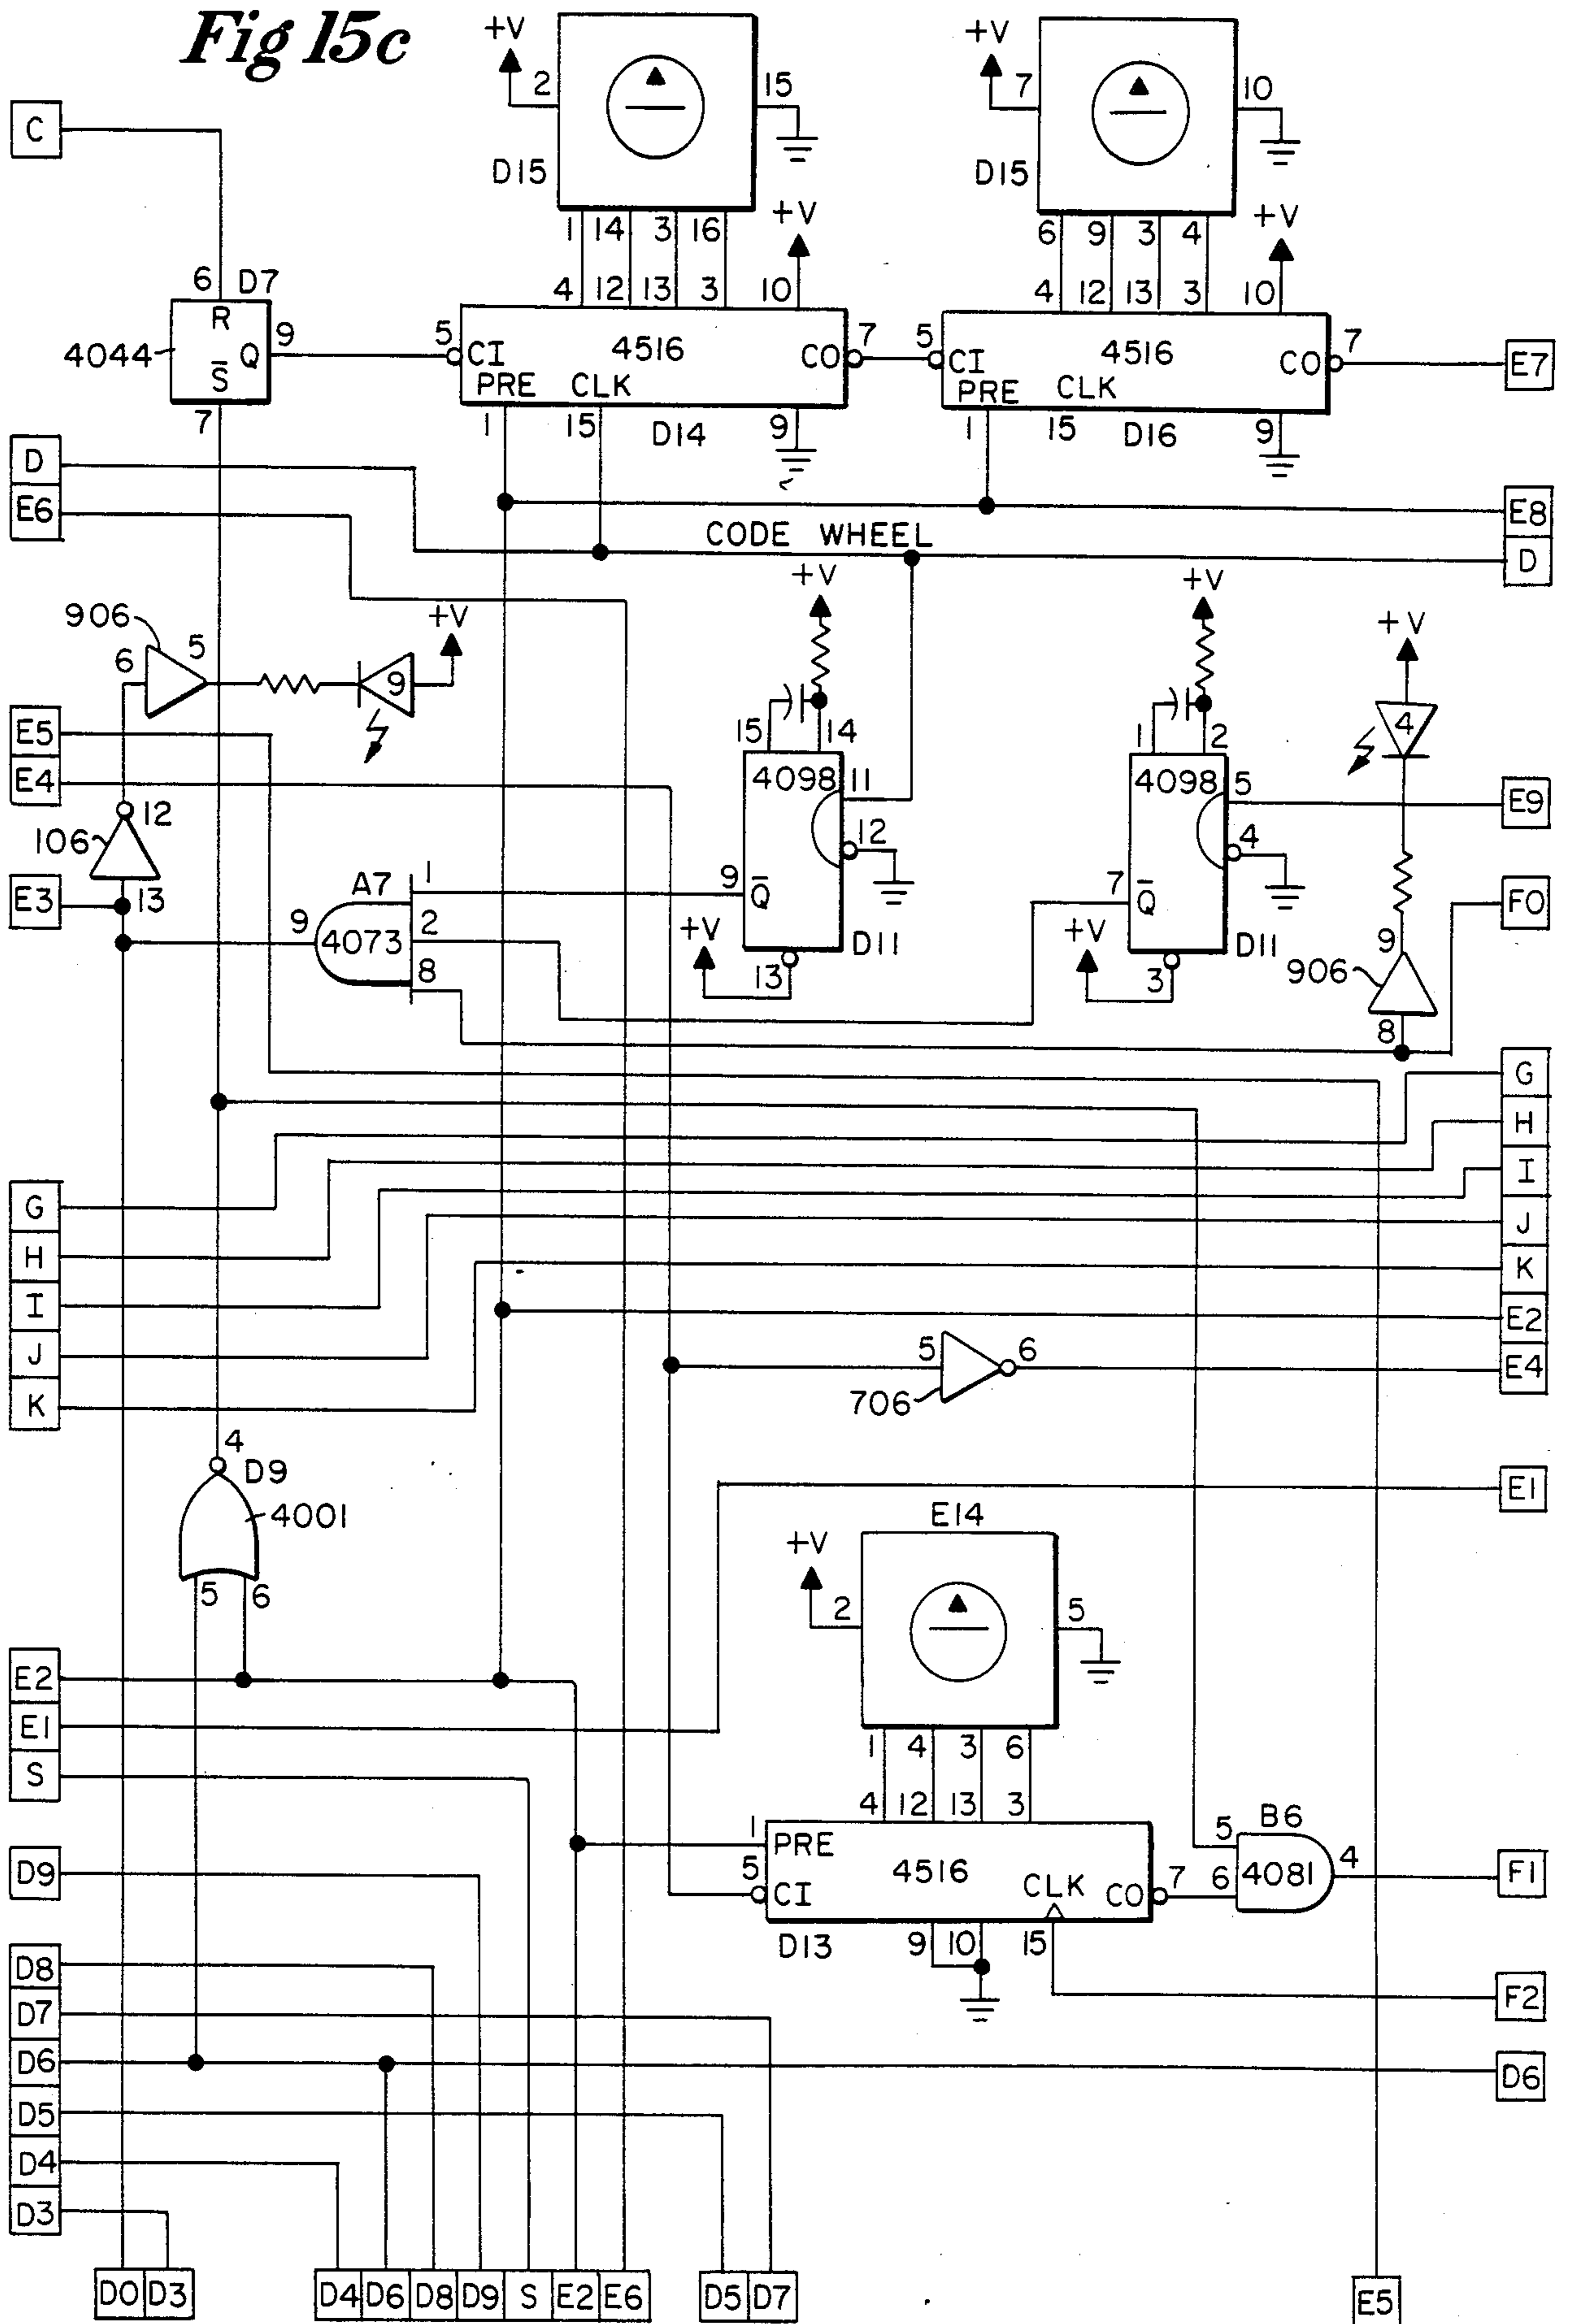 Fig 15c
+V
+V
2
15
7
10
C
D15
D15
1 14 3 16
+V
6 9 3 4
+V
6 D7
4 12 13 3 10
4 12 13 3 10
R
4044
Q
9
5
CI
4516
CO
7
5
CI
4516
CO
7
E7
S̅
PRE CLK
PRE CLK
7
1 15 D14 9
1 15 D16 9
D
E6
E8
CODE WHEEL
D
+V
+V
906
5
+V
+V
6
9
E5
15 14
1 2
4
E4
4098
11
4098
5
E9
12
106
12
4
E3
13
A7
1
9
Q̅
7
Q̅
F0
9
4073
2
+V
D11
+V
D11
9
8
13
3
906
8
G
H
I
G
J
H
K
I
E2
J
5
6
E4
K
706
4
D9
E1
4001
E14
+V
5 6
2
5
E2
E1
1 4 3 6
S
4 12 13 3
B6
1
PRE
5
D9
5
CI
4516
CLK
CO
7
6
4081
4
F1
D13
9 10 15
D8
D7
F2
D6
D6
D5
D4
D3
D0 D3 D4 D6 D8 D9 S E2 E6 D5 D7 E5